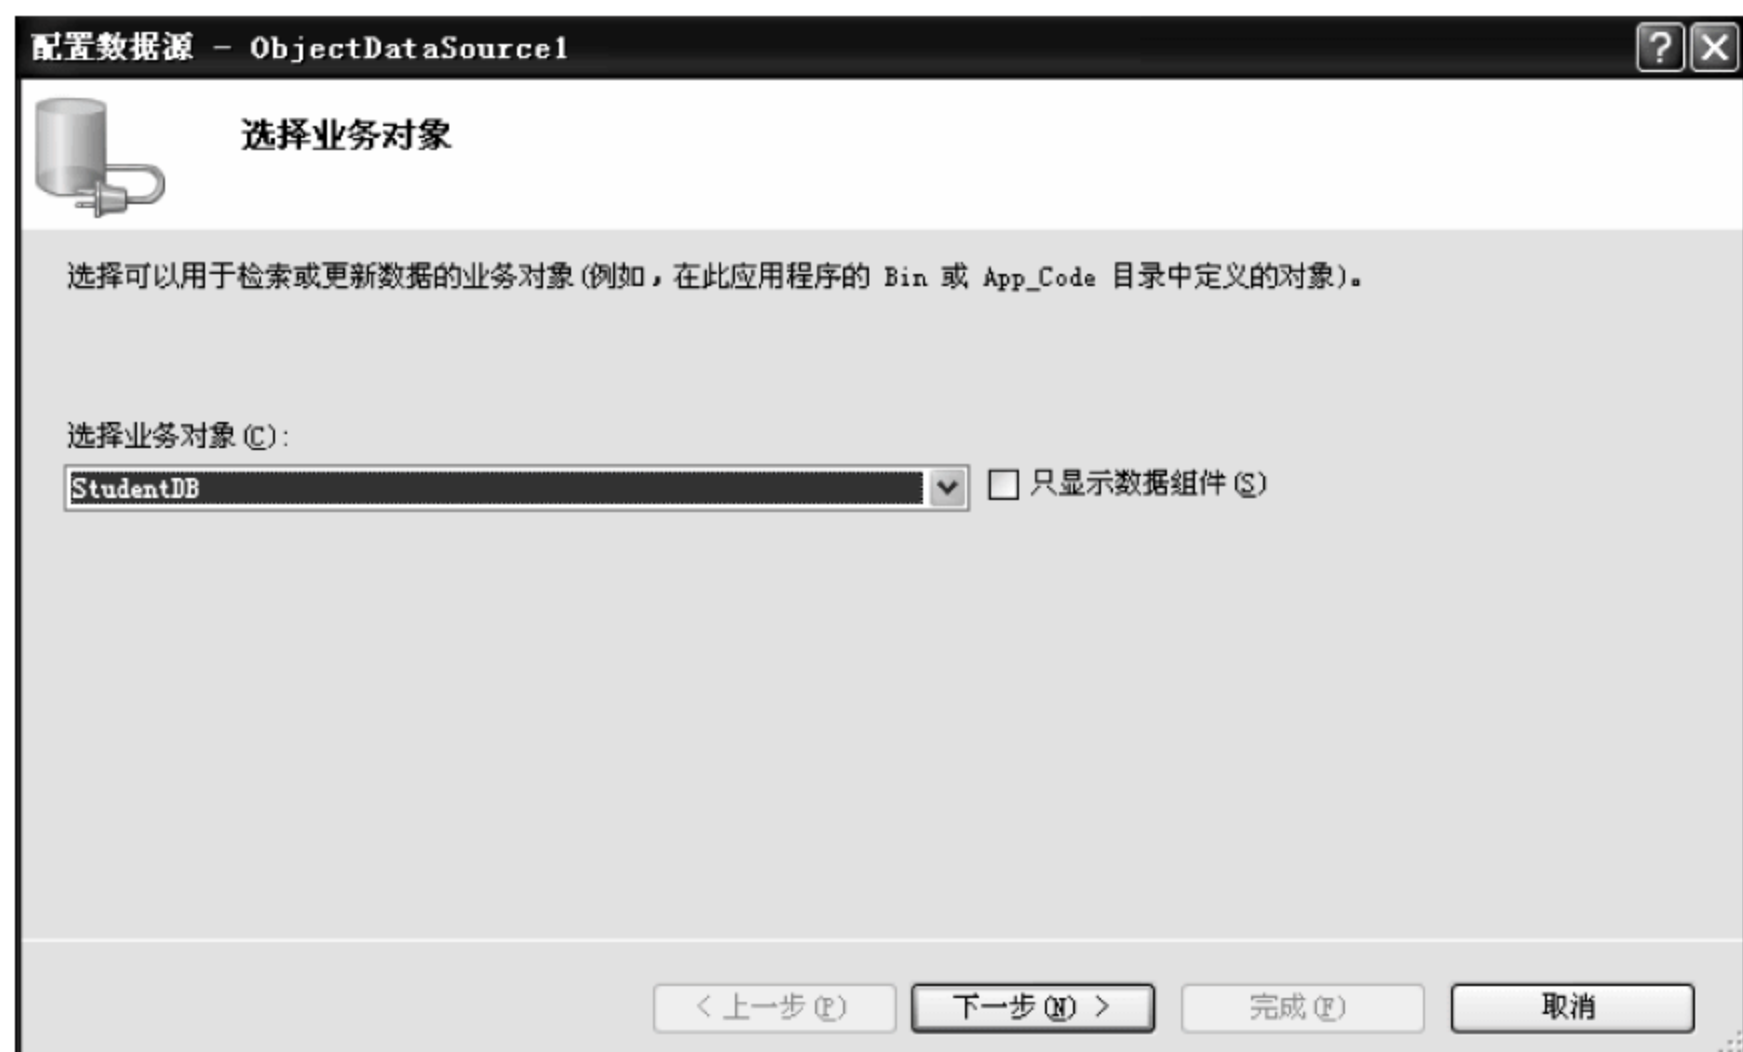 配置数据源 - ObjectDataSource1
选择业务对象
选择可以用于检索或更新数据的业务对象(例如，在此应用程序的 Bin 或 App_Code 目录中定义的对象)。
选择业务对象(C):
StudentDB
只显示数据组件(S)
< 上一步(P)
下一步(N) >
完成(F)
取消